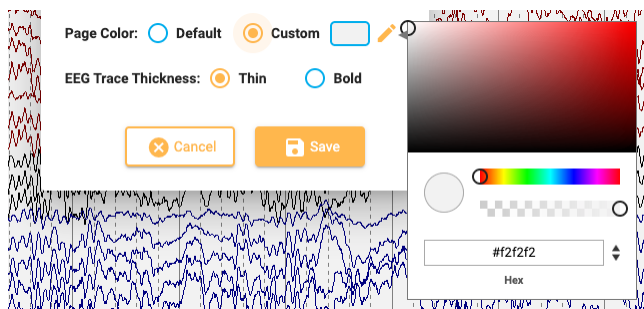 Page Color: Default Custom
EEG Trace Thickness: Thin Bold
Cancel Save
#f2f2f2
Hex